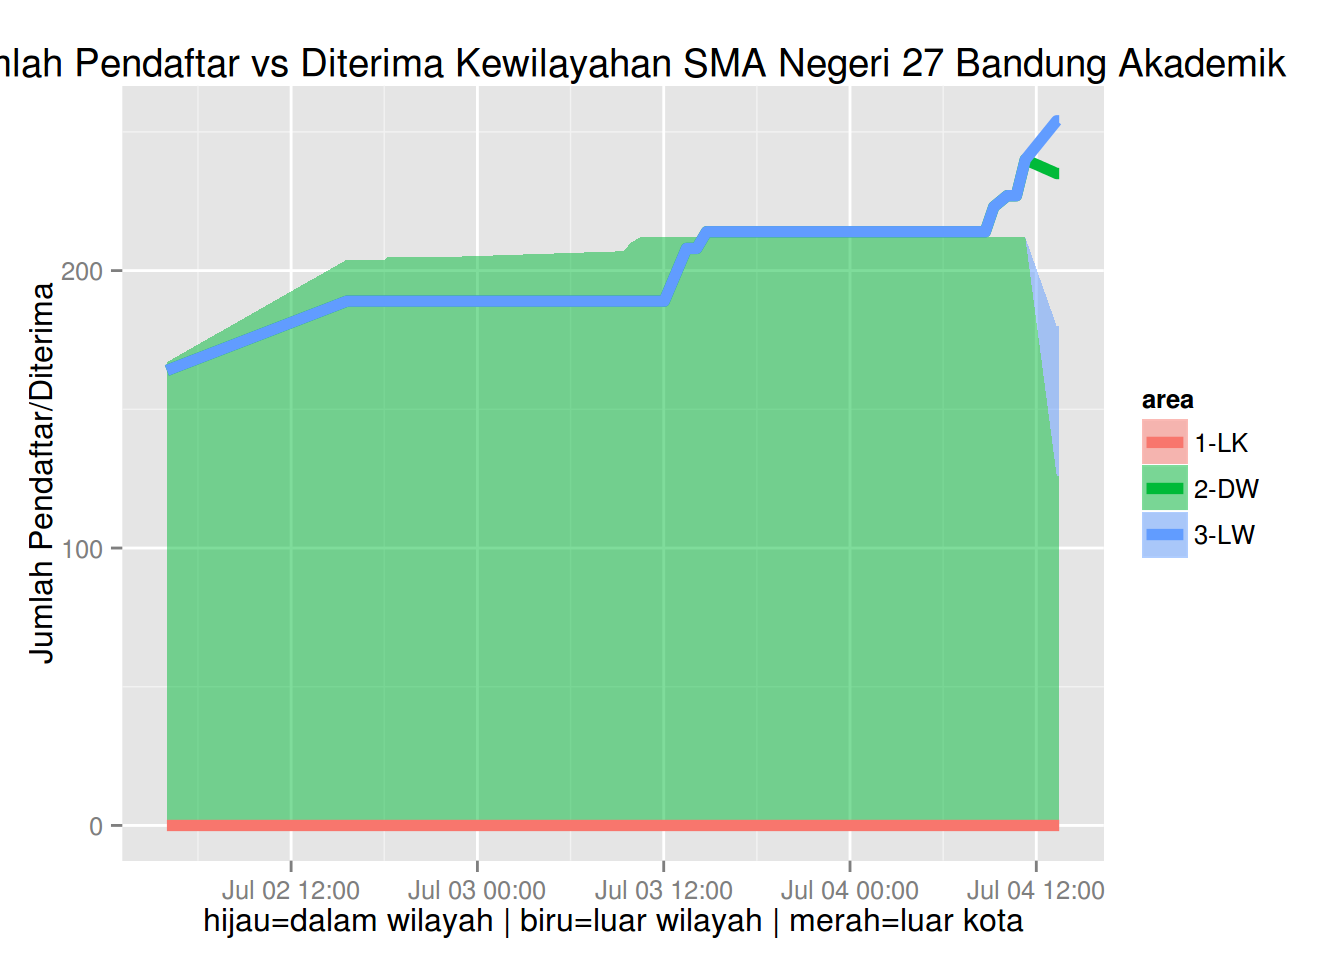 mlah Pendaftar vs Diterima Kewilayahan SMA Negeri 27 Bandung Akademik
Jumlah Pendaftar/Diterima
200
100
0
Jul 02 12:00 Jul 03 00:00 Jul 03 12:00 Jul 04 00:00 Jul 04 12:00
hijau=dalam wilayah | biru=luar wilayah | merah=luar kota
area
1-LK
2-DW
3-LW